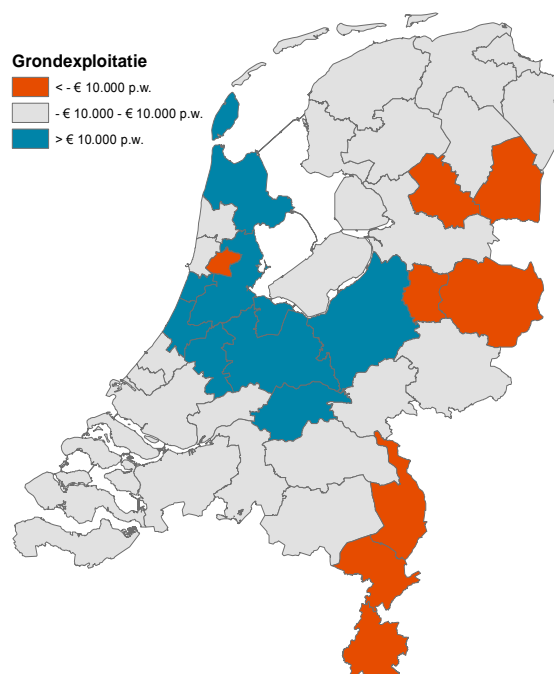 Grondexploitatie
< - € 10.000 p.w.
- € 10.000 - € 10.000 p.w.
> € 10.000 p.w.